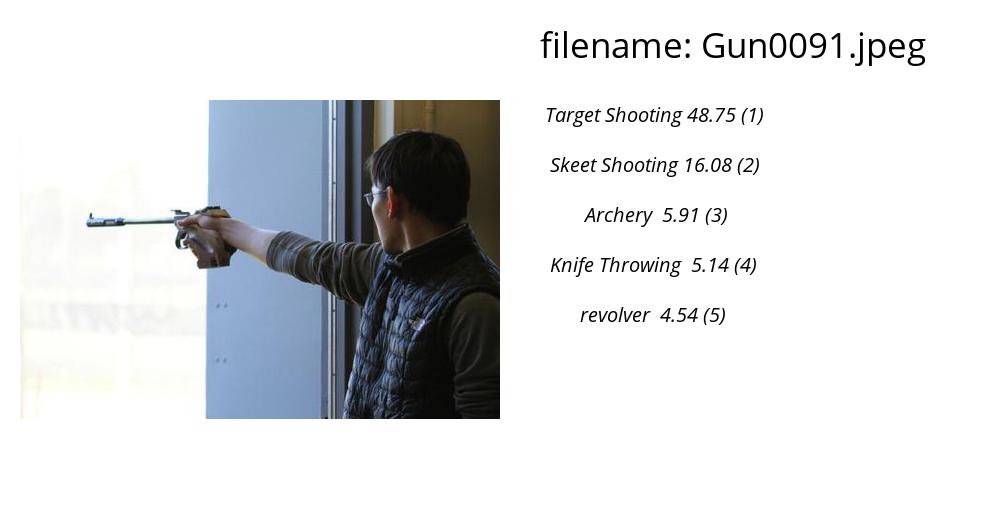 filename: Gun0091.jpeg
Target Shooting 48.75 (1)
Skeet Shooting 16.08 (2)
Archery 5.91 (3)
Knife Throwing 5.14 (4)
revolver 4.54 (5)